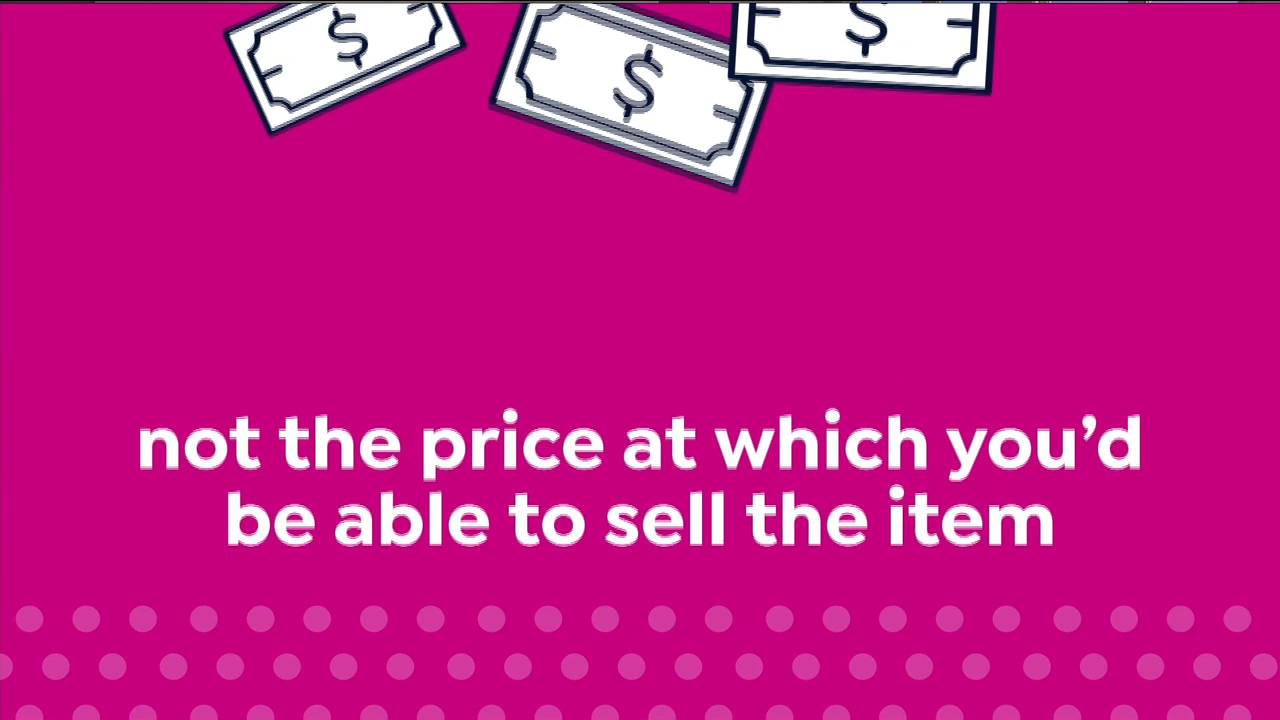 $ $ $
not the price at which you’d
be able to sell the item